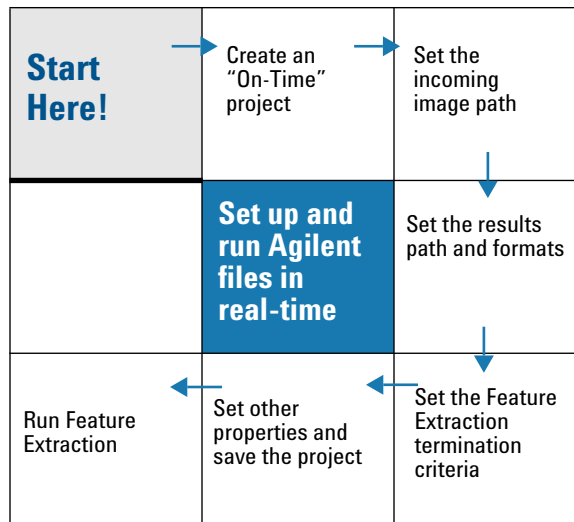 Start
Here!
Create an
“On-Time”
project
Set the
incoming
image path
Set up and
run Agilent
files in
real-time
Set the results
path and formats
Run Feature
Extraction
Set other
properties and
save the project
Set the Feature
Extraction
termination
criteria